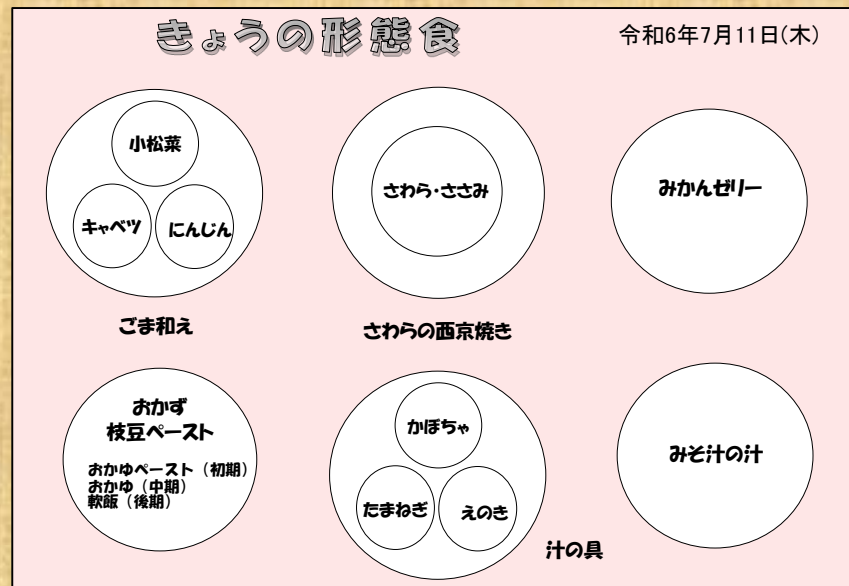 きょうの形態食
令和6年7月11日(木)
小松菜
キャベツ
にんじん
ごま和え
さわら・ささみ
さわらの西京焼き
みかんゼリー
おかず
枝豆ペースト
おかゆペースト（初期）
おかゆ（中期）
軟飯（後期）
かぼちゃ
たまねぎ
えのき
汁の具
みそ汁の汁